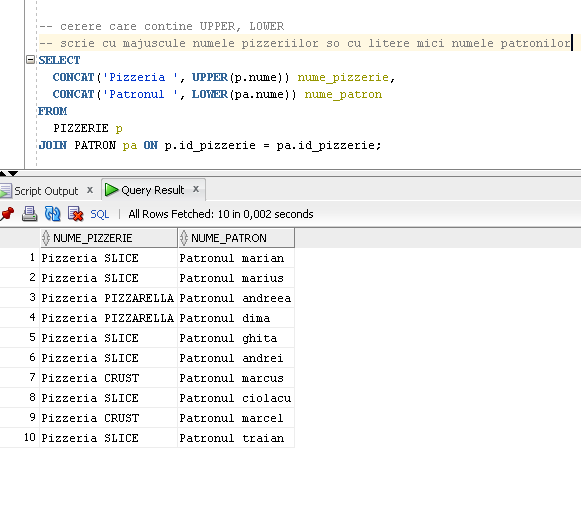 -- cerere care contine UPPER, LOWER
-- scrie cu majuscule numele pizzeriilor so cu litere mici numele patronilor
SELECT
CONCAT('Pizzeria ', UPPER(p.nume)) nume_pizzerie,
CONCAT('Patronul ', LOWER(pa.nume)) nume_patron
FROM
PIZZERIE p
JOIN PATRON pa ON p.id_pizzerie = pa.id_pizzerie;
Script Output x Query Result x
SQL | All Rows Fetched: 10 in 0,002 seconds
NUME_PIZZERIE NUME_PATRON
1 Pizzeria SLICE Patronul marian
2 Pizzeria SLICE Patronul marius
3 Pizzeria PIZZARELLA Patronul andreea
4 Pizzeria PIZZARELLA Patronul dima
5 Pizzeria SLICE Patronul ghita
6 Pizzeria SLICE Patronul andrei
7 Pizzeria CRUST Patronul marcus
8 Pizzeria SLICE Patronul ciolacu
9 Pizzeria CRUST Patronul marcel
10 Pizzeria SLICE Patronul traian